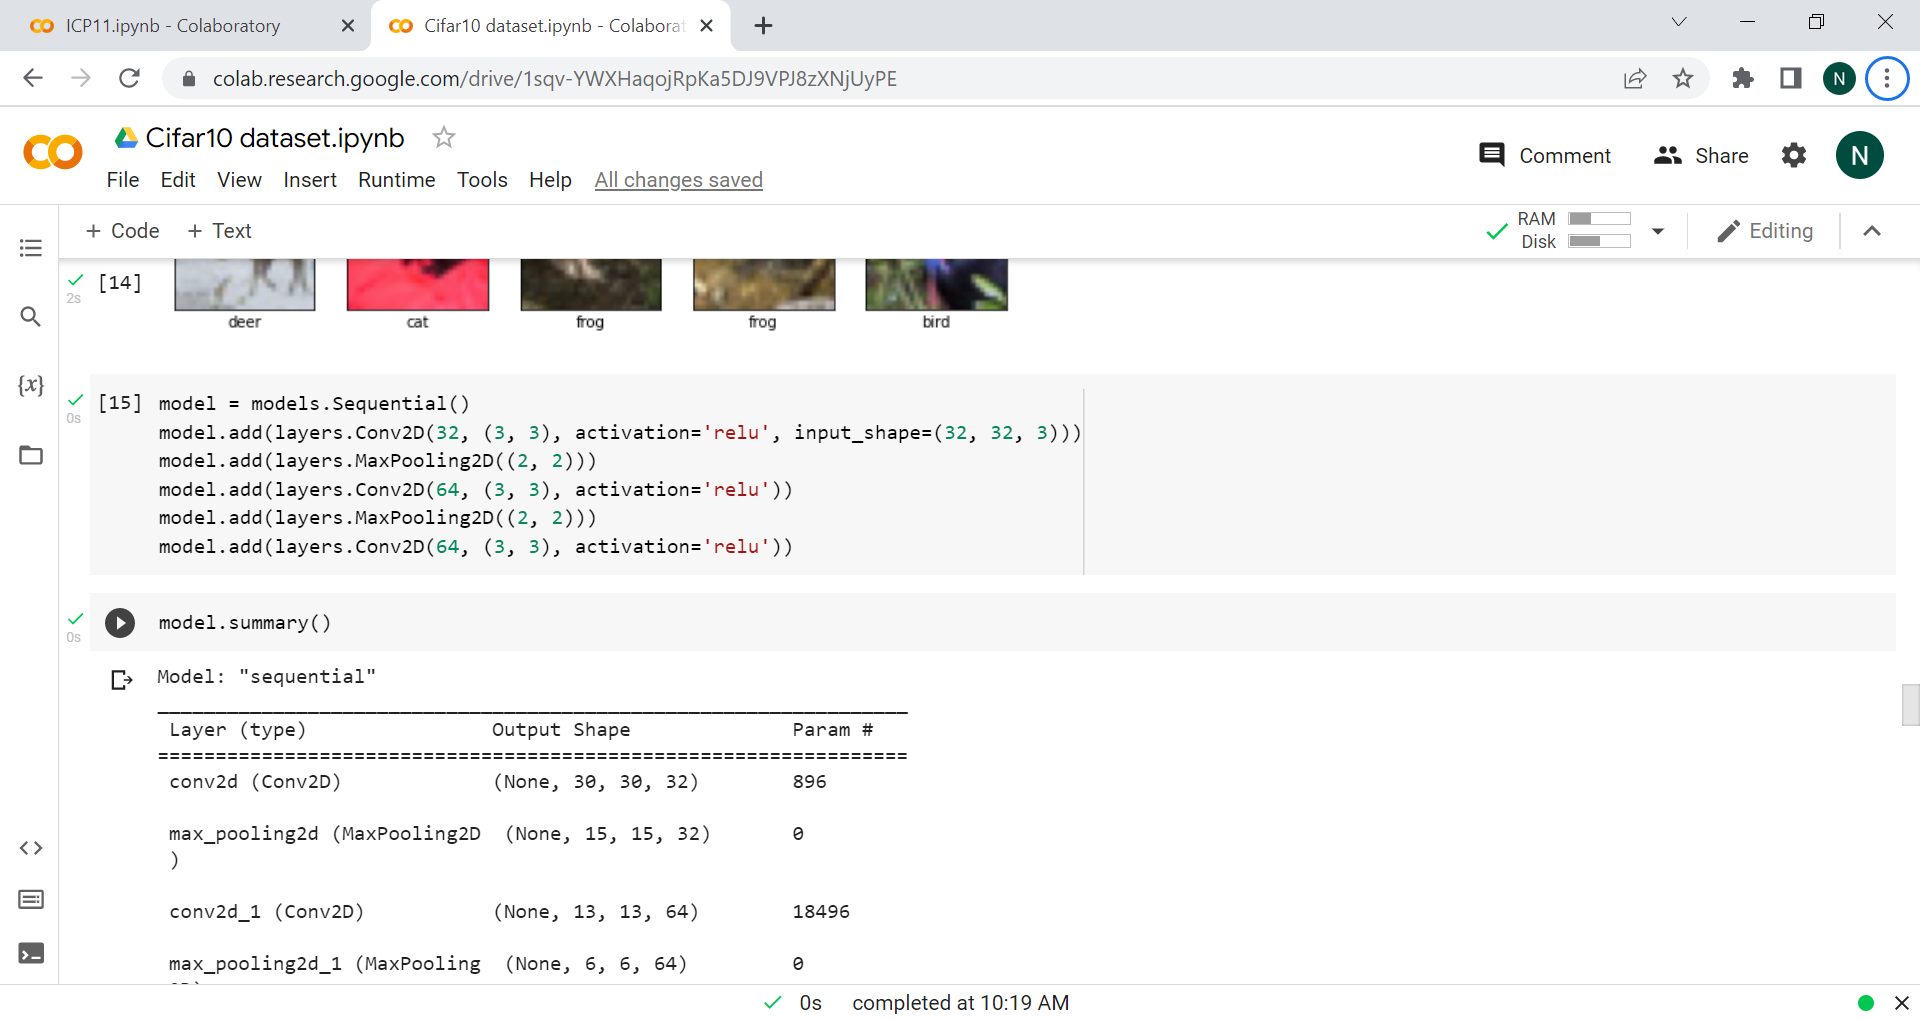 ICP11.ipynb - Colaboratory
Cifar10 dataset.ipynb - Colaborat
colab.research.google.com/drive/1sqv-YWXHaqojRpKa5DJ9VPJ8zXNjUyPE
N
Cifar10 dataset.ipynb
File Edit View Insert Runtime Tools Help All changes saved
Comment Share N
+ Code + Text
RAM
Disk
Editing
2s [14]
deer cat frog frog bird
{x}
0s
[15] model = models.Sequential()
model.add(layers.Conv2D(32, (3, 3), activation='relu', input_shape=(32, 32, 3)))
model.add(layers.MaxPooling2D((2, 2)))
model.add(layers.Conv2D(64, (3, 3), activation='relu'))
model.add(layers.MaxPooling2D((2, 2)))
model.add(layers.Conv2D(64, (3, 3), activation='relu'))
0s
model.summary()
Model: "sequential"
Layer (type) Output Shape Param #
=================================================================
conv2d (Conv2D) (None, 30, 30, 32) 896
max_pooling2d (MaxPooling2D (None, 15, 15, 32) 0
)
conv2d_1 (Conv2D) (None, 13, 13, 64) 18496
max_pooling2d_1 (MaxPooling (None, 6, 6, 64) 0
0s completed at 10:19 AM